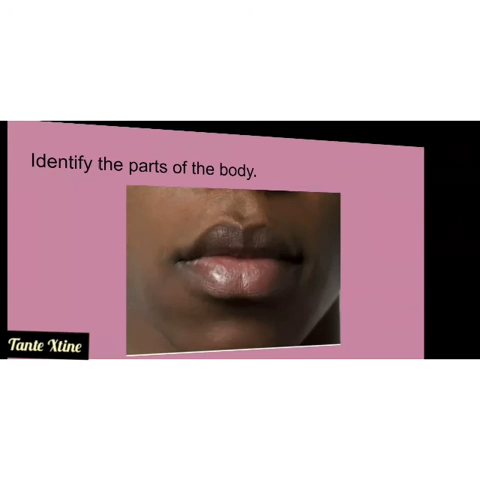 Identify the parts of the body.
Tante Xtine